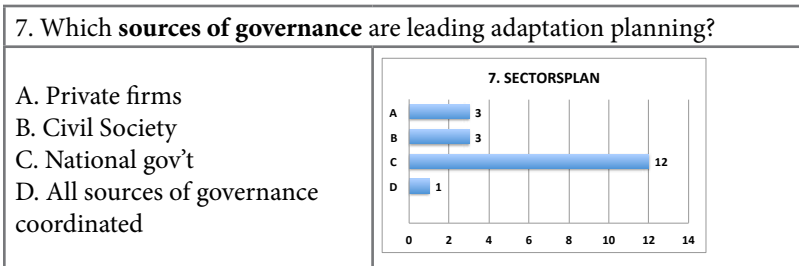 7. Which sources of governance are leading adaptation planning?
A. Private firms
B. Civil Society
C. National gov’t
D. All sources of governance
coordinated
7. SECTORSPLAN
A 3
B 3
C 12
D 1
0 2 4 6 8 10 12 14